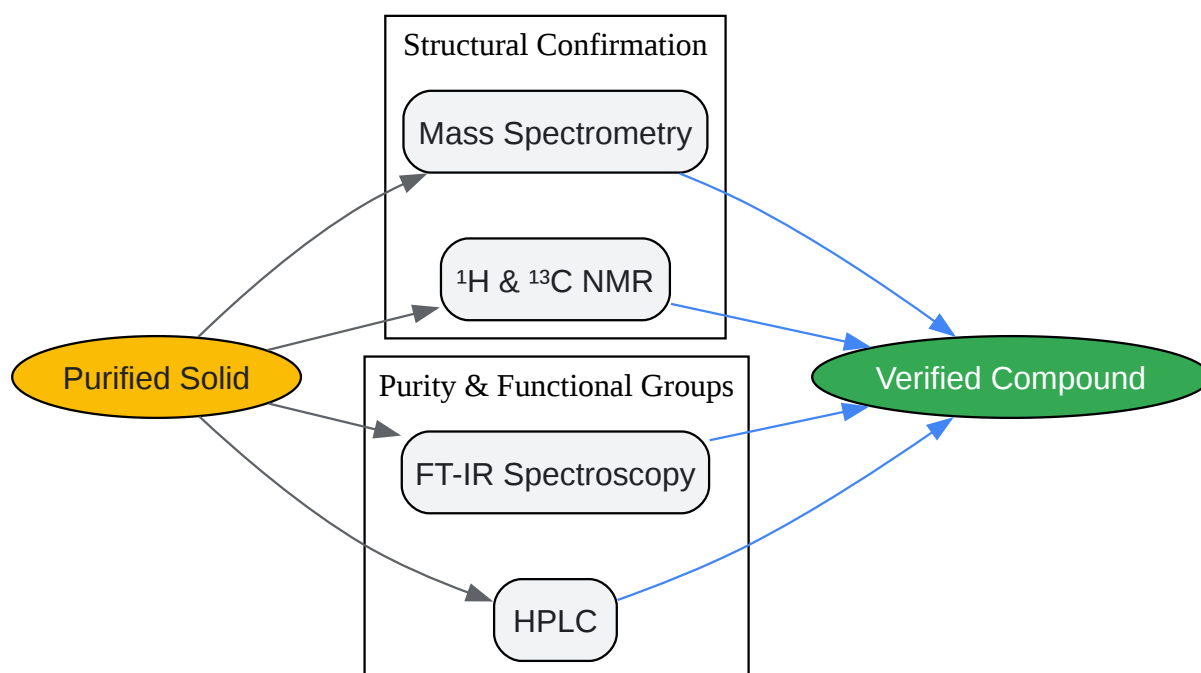 Structural Confirmation
Mass Spectrometry
¹H & ¹³C NMR
Purified Solid
Verified Compound
Purity & Functional Groups
FT-IR Spectroscopy
HPLC